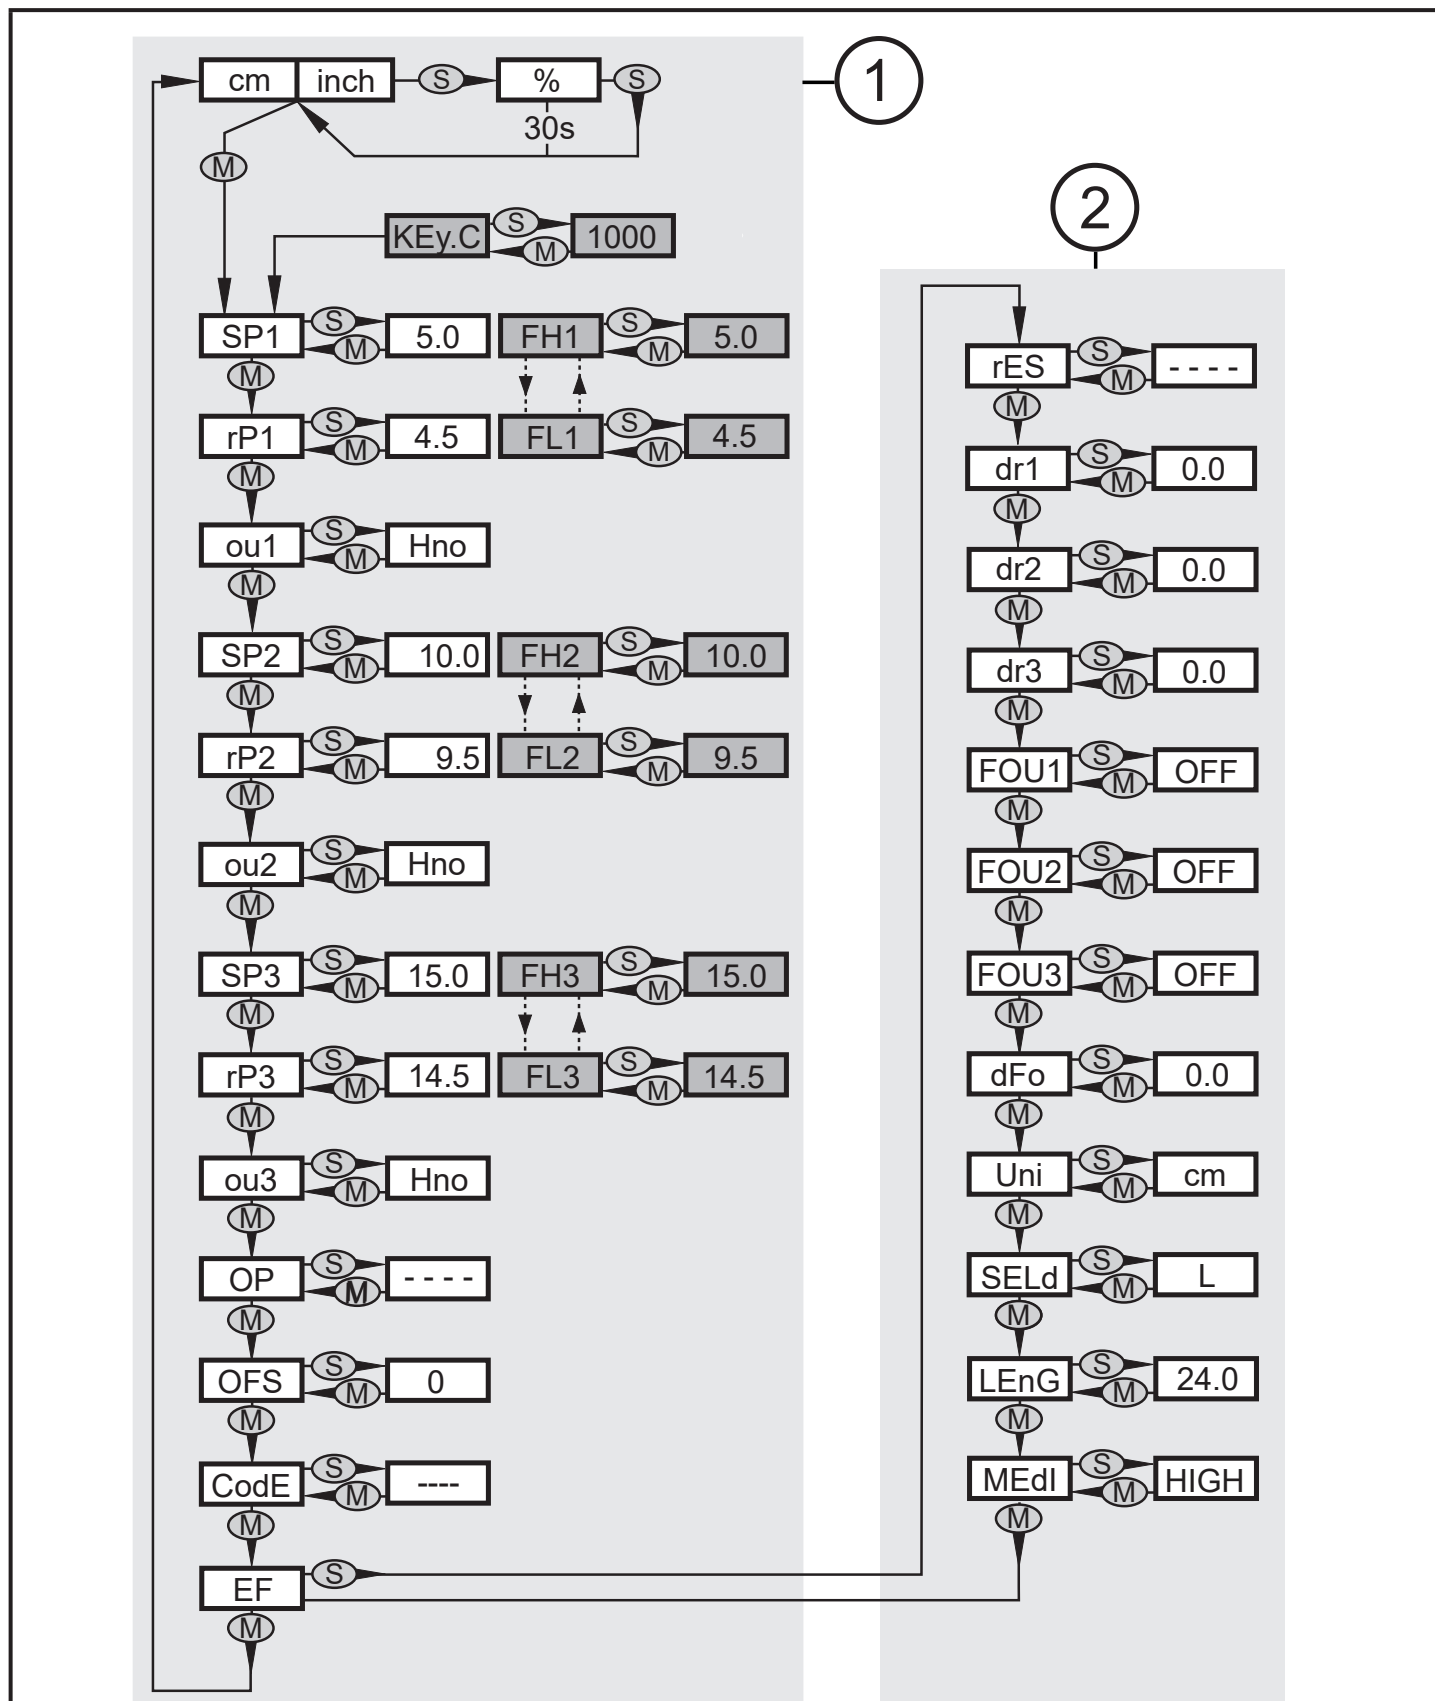 cm inch S % S
30s
M
1
KEy.C S M 1000
2
SP1 S M 5.0 FH1 S M 5.0
M
rP1 S M 4.5 FL1 S M 4.5
M
ou1 S M Hno
M
SP2 S M 10.0 FH2 S M 10.0
M
rP2 S M 9.5 FL2 S M 9.5
M
ou2 S M Hno
M
SP3 S M 15.0 FH3 S M 15.0
M
rP3 S M 14.5 FL3 S M 14.5
M
ou3 S M Hno
M
OP S M - - - -
M
OFS S M 0
M
CodE S M ----
M
EF S
M
rES S M - - - -
M
dr1 S M 0.0
M
dr2 S M 0.0
M
dr3 S M 0.0
M
FOU1 S M OFF
M
FOU2 S M OFF
M
FOU3 S M OFF
M
dFo S M 0.0
M
Uni S M cm
M
SELd S M L
M
LEnG S M 24.0
M
MEdI S M HIGH
M